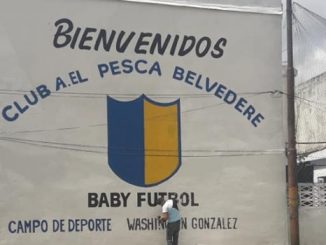 BIENVENIDOS
CLUB A.EL PESCA BELVEDERE
BABY FUTBOL
CAMPO DE DEPORTE WASHINGTON GONZALEZ